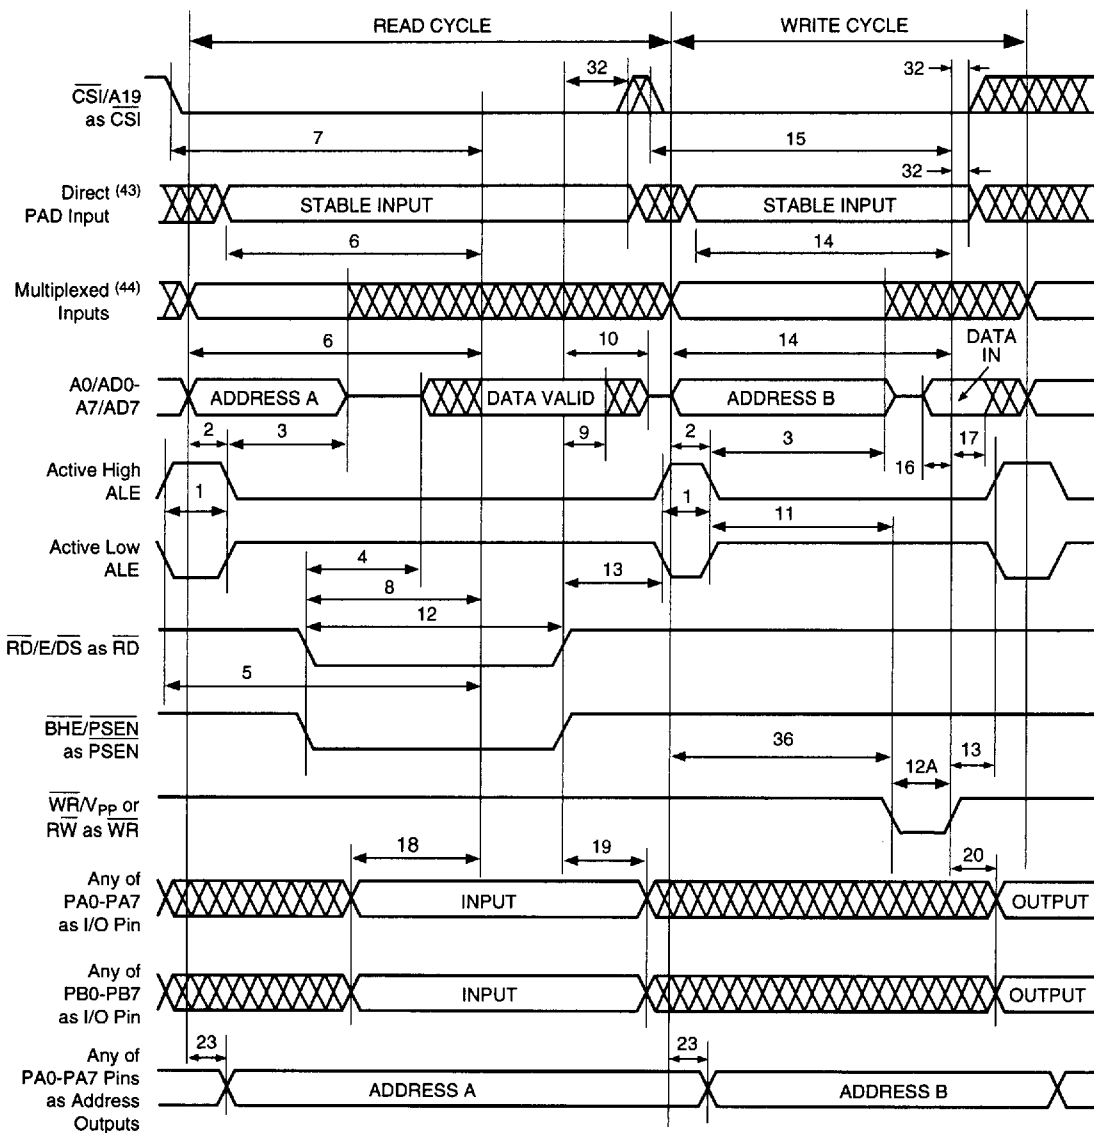 READ CYCLE
WRITE CYCLE
32
32
CSI/A19
as CSI
7
15
32
Direct (43)
PAD Input
STABLE INPUT
STABLE INPUT
6
14
Multiplexed (44)
Inputs
6
10
14
DATA
IN
A0/AD0-
A7/AD7
ADDRESS A
DATA VALID
ADDRESS B
2
3
9
2
3
16
17
Active High
ALE
1
1
11
Active Low
ALE
4
13
8
12
RD/E/DS as RD
5
BHE/PSEN
as PSEN
36
12A
13
WR/VPP or
RW as WR
18
19
20
Any of
PA0-PA7
as I/O Pin
INPUT
OUTPUT
Any of
PB0-PB7
as I/O Pin
INPUT
OUTPUT
23
23
Any of
PA0-PA7 Pins
as Address
Outputs
ADDRESS A
ADDRESS B